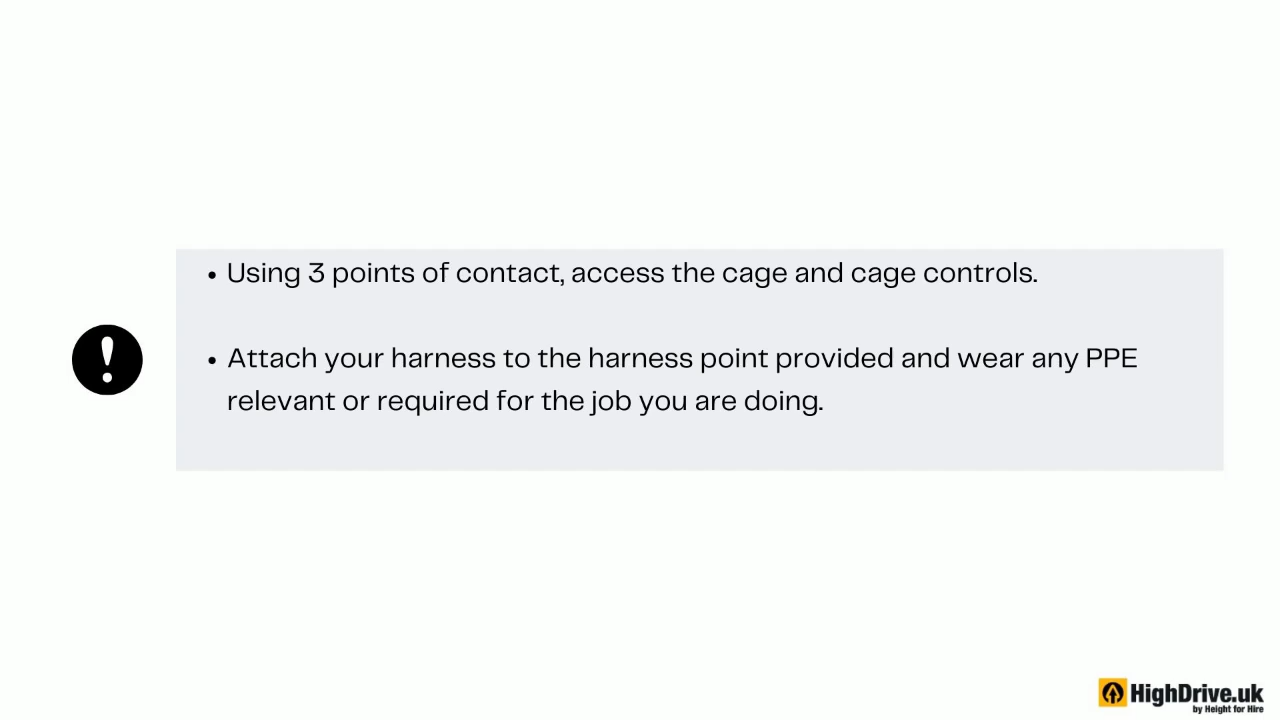 • Using 3 points of contact, access the cage and cage controls.
• Attach your harness to the harness point provided and wear any PPE
relevant or required for the job you are doing.
HighDrive.uk
by Height for Hire